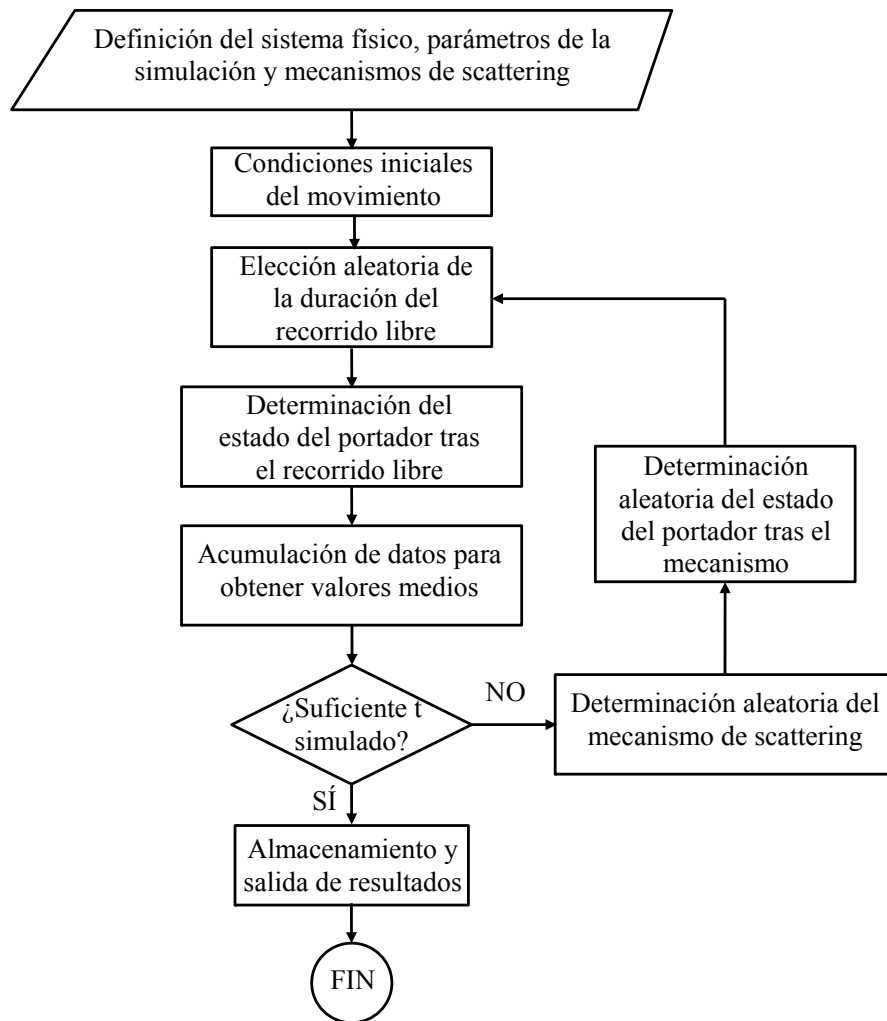 Definición del sistema físico, parámetros de la
simulación y mecanismos de scattering
Condiciones iniciales
del movimiento
Elección aleatoria de
la duración del
recorrido libre
Determinación del
estado del portador tras
el recorrido libre
Acumulación de datos para
obtener valores medios
¿Suficiente t
simulado?
NO
Determinación aleatoria del
mecanismo de scattering
Determinación
aleatoria del estado
del portador tras el
mecanismo
SÍ
Almacenamiento y
salida de resultados
FIN